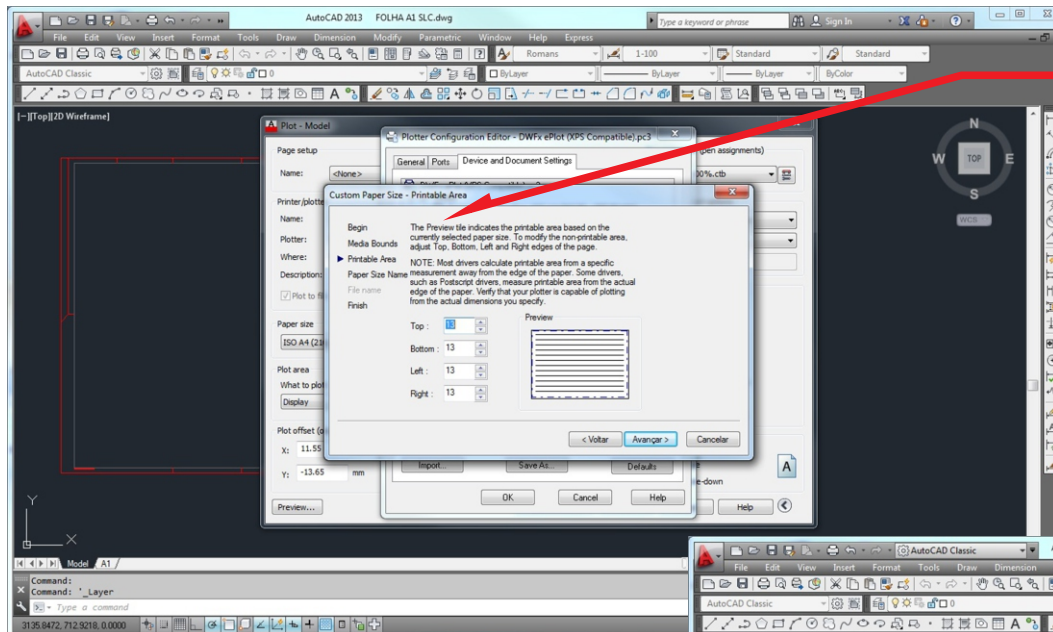 AutoCAD 2013 FOLHA A1 SLC.dwg
Type a keyword or phrase
Sign In
File Edit View Insert Format Tools Draw Dimension Modify Parametric Window Help Express
Romans 1-100 Standard Standard
AutoCAD Classic 0 ByLayer ByLayer ByLayer ByColor
[-][Top][2D Wireframe]
N
W TOP E
S
WCS
Plot - Model
Page setup
Name: <None>
Printer/plotte
Name:
Plotter:
Where:
Description:
Plot to fi
Paper size
ISO A4 (21
Plot area
What to plot
Display
Plot offset (o
X: 11.55
Y: -13.65 mm
Preview...
(pen assignments)
00%.ctb
e-down
Help
Plotter Configuration Editor - DWFx ePlot (XPS Compatible).pc3
General Ports Device and Document Settings
Import... Save As... Defaults
OK Cancel Help
Custom Paper Size - Printable Area
Begin
Media Bounds
Printable Area
Paper Size Name
File name
Finish
The Preview tile indicates the printable area based on the
currently selected paper size. To modify the non-printable area,
adjust Top, Bottom, Left and Right edges of the page.
NOTE: Most drivers calculate printable area from a specific
measurement away from the edge of the paper. Some drivers,
such as Postscript drivers, measure printable area from the actual
edge of the paper. Verify that your plotter is capable of plotting
from the actual dimensions you specify.
Top : 13
Bottom : 13
Left : 13
Right : 13
Preview
< Voltar Avançar > Cancelar
Y
X
Model A1
Command:
Command: '_Layer
Type a command
3135.8472, 712.9218, 0.0000
AutoCAD Classic
File Edit View Insert Format Tools Draw Dimension
AutoCAD Classic 0